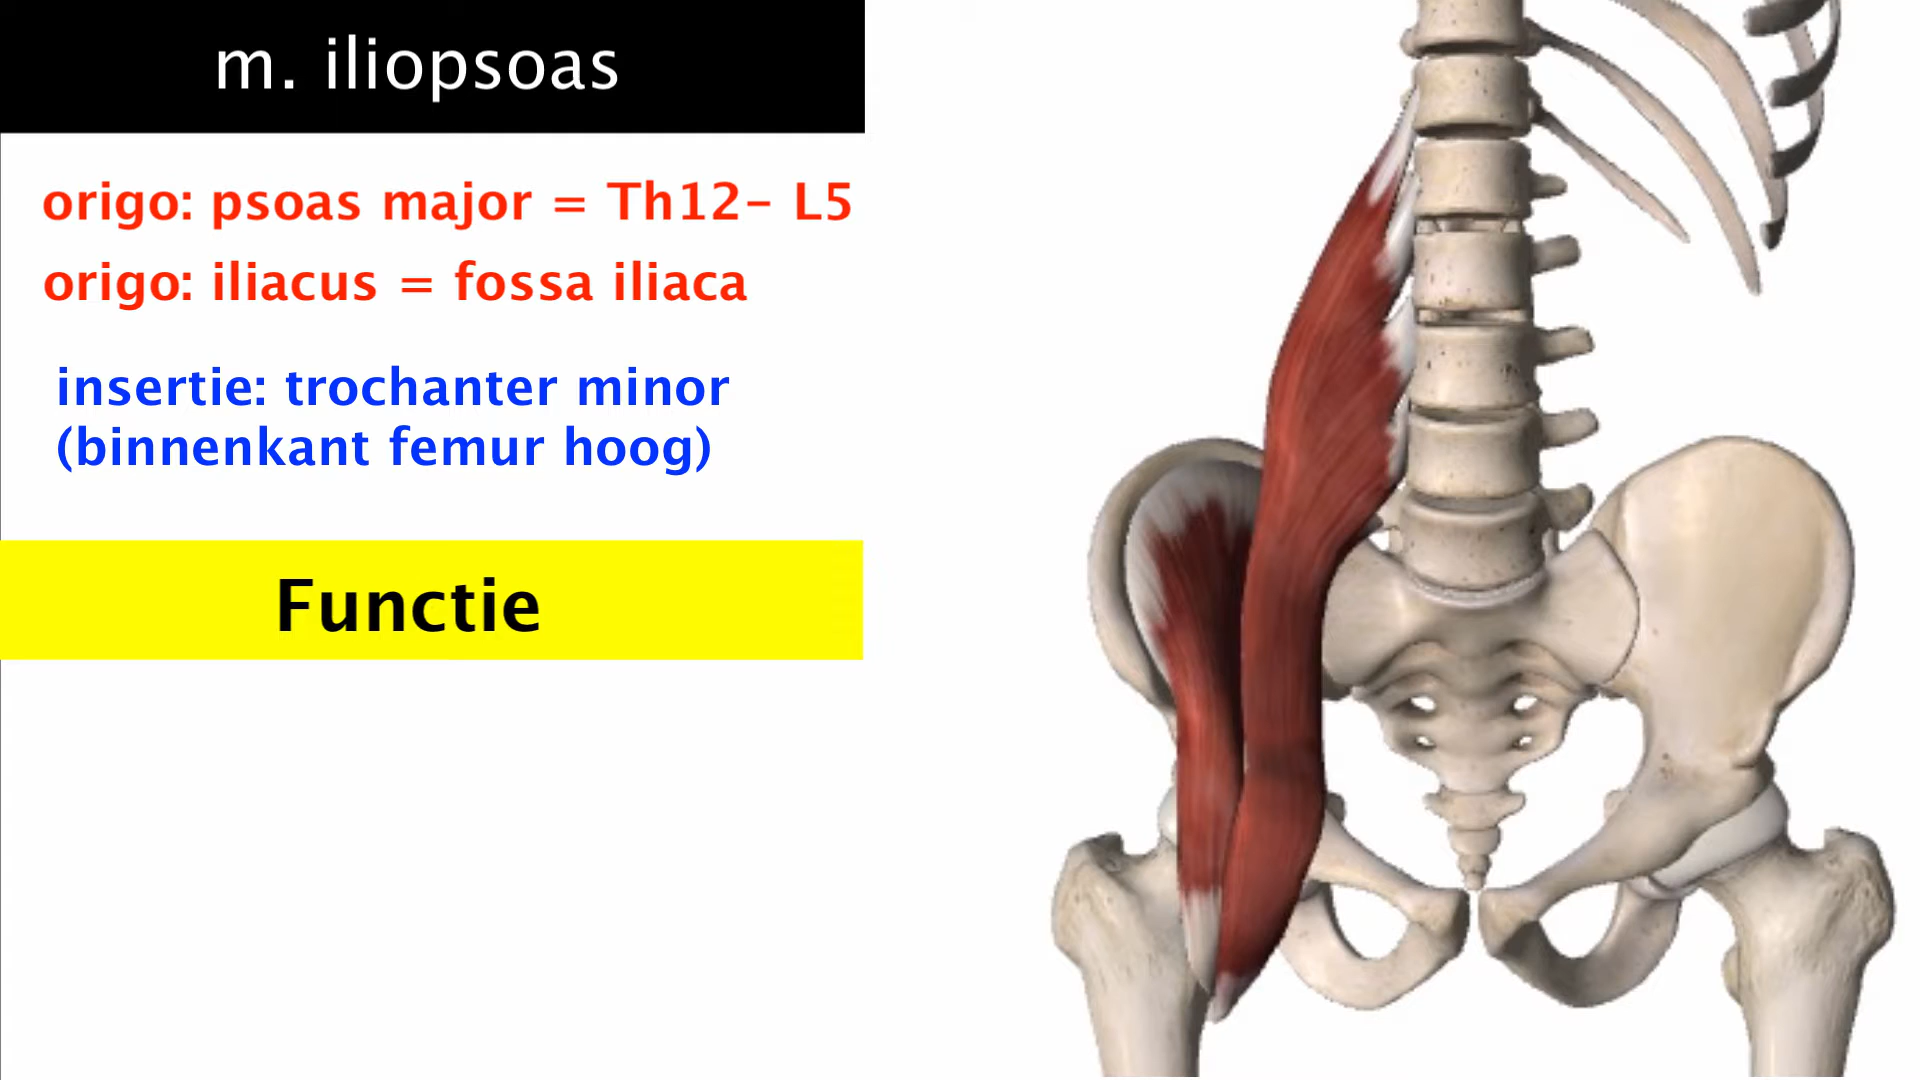 m. iliopsoas
origo: psoas major = Th12- L5
origo: iliacus = fossa iliaca
insertie: trochanter minor
(binnenkant femur hoog)
Functie